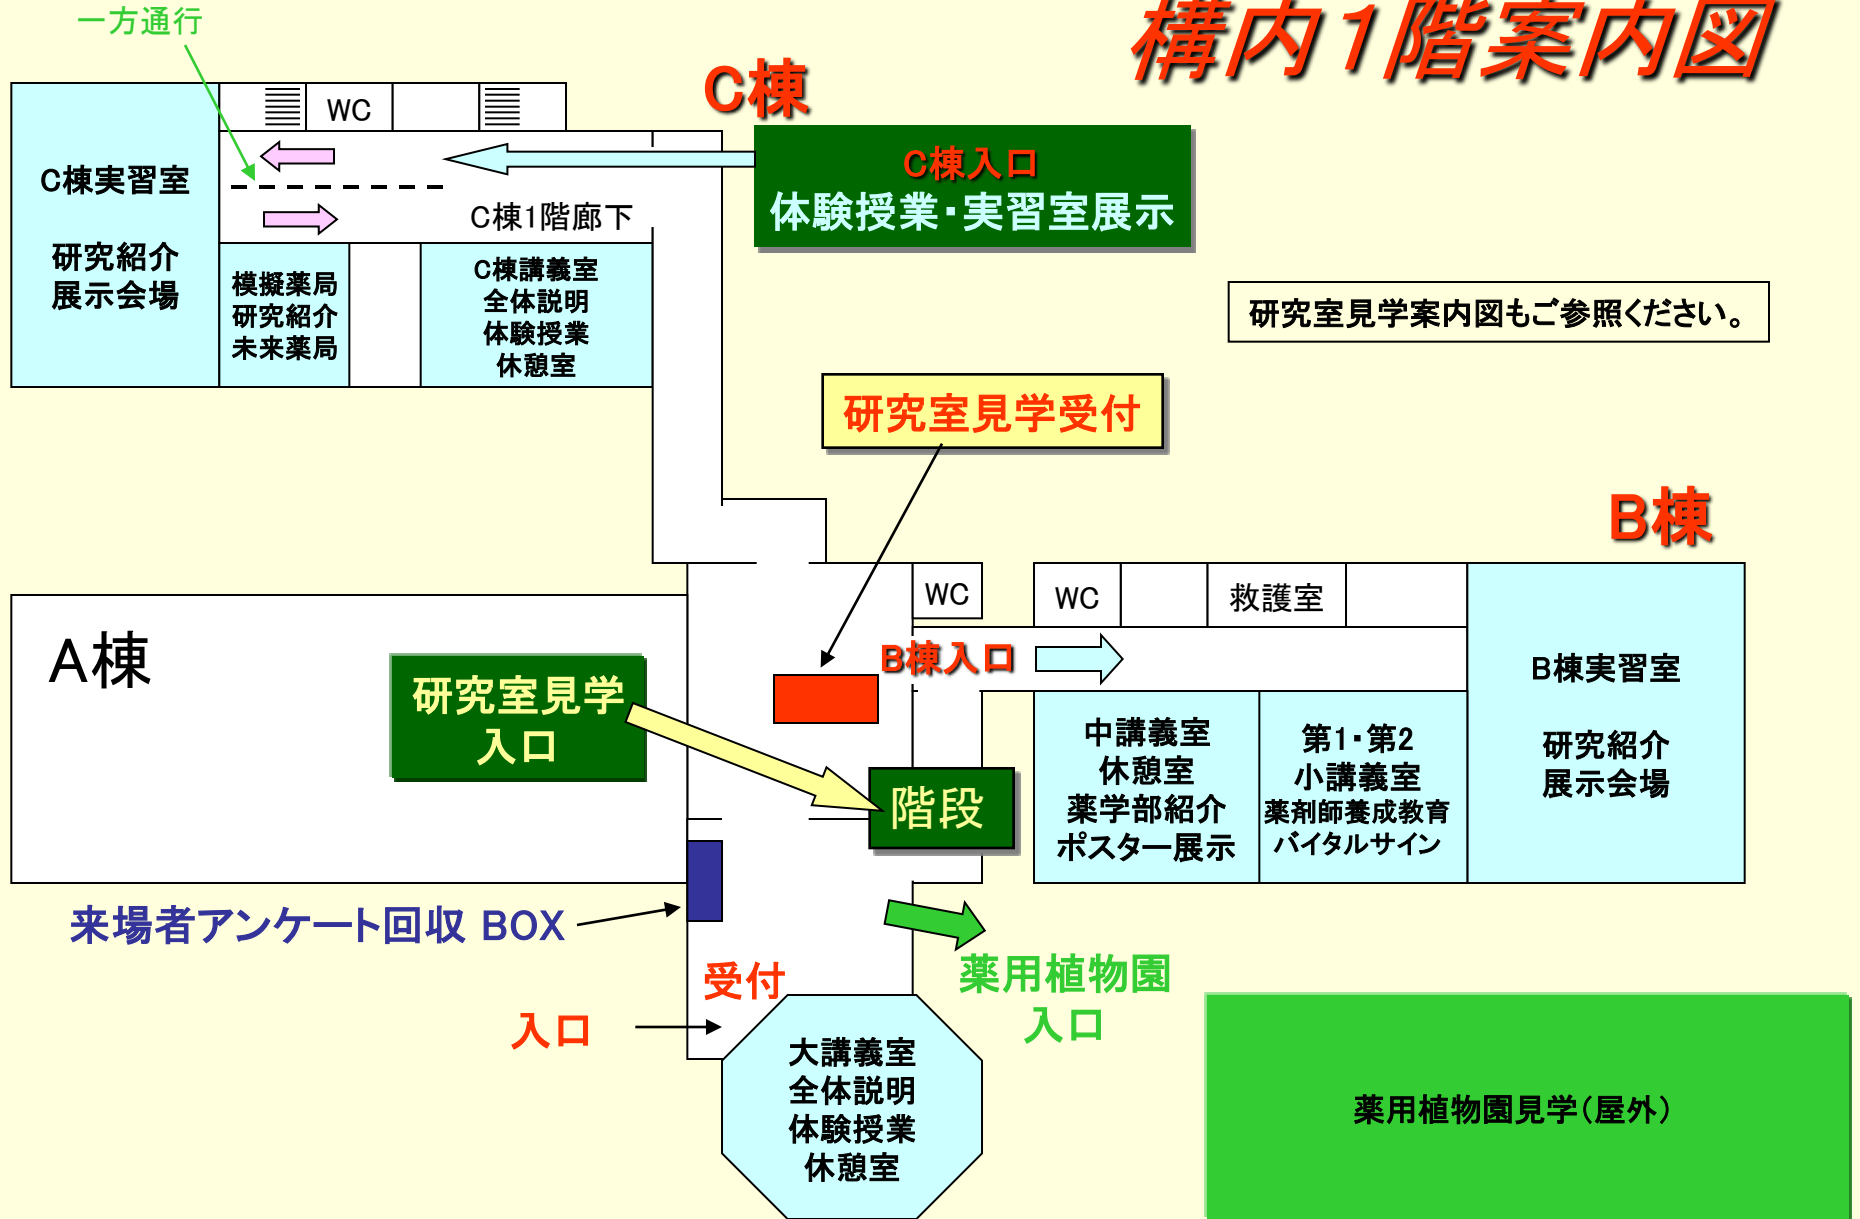 構内１階案内図
一方通行
C棟
WC
C棟入口
体験授業・実習室展示
C棟実習室
研究紹介
展示会場
C棟1階廊下
模擬薬局
研究紹介
未来薬局
C棟講義室
全体説明
体験授業
休憩室
研究室見学案内図もご参照ください。
研究室見学受付
B棟
WC
WC
救護室
A棟
B棟入口
B棟実習室
研究紹介
展示会場
研究室見学
入口
階段
中講義室
休憩室
薬学部紹介
ポスター展示
第1・第2
小講義室
薬剤師養成教育
バイタルサイン
来場者アンケート回収 BOX
受付
入口
薬用植物園
入口
大講義室
全体説明
体験授業
休憩室
薬用植物園見学（屋外）